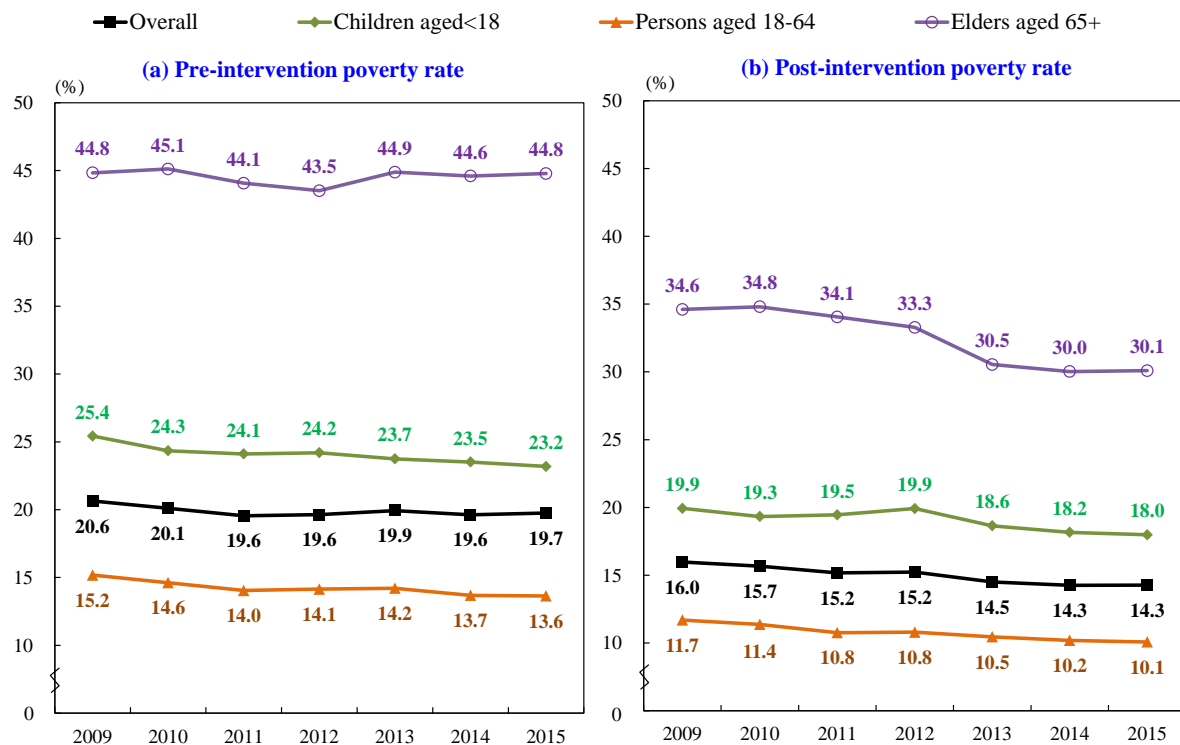 Overall Children aged<18 Persons aged 18-64 Elders aged 65+
(a) Pre-intervention poverty rate
(%)
50
45
40
35
30
25
20
15
10
0
44.8 45.1 44.1 43.5 44.9 44.6 44.8
25.4 24.3 24.1 24.2 23.7 23.5 23.2
20.6 20.1 19.6 19.6 19.9 19.6 19.7
15.2 14.6 14.0 14.1 14.2 13.7 13.6
2009 2010 2011 2012 2013 2014 2015
(b) Post-intervention poverty rate
(%)
50
45
40
35
30
25
20
15
10
0
34.6 34.8 34.1 33.3 30.5 30.0 30.1
19.9 19.3 19.5 19.9 18.6 18.2 18.0
16.0 15.7 15.2 15.2 14.5 14.3 14.3
11.7 11.4 10.8 10.8 10.5 10.2 10.1
2009 2010 2011 2012 2013 2014 2015